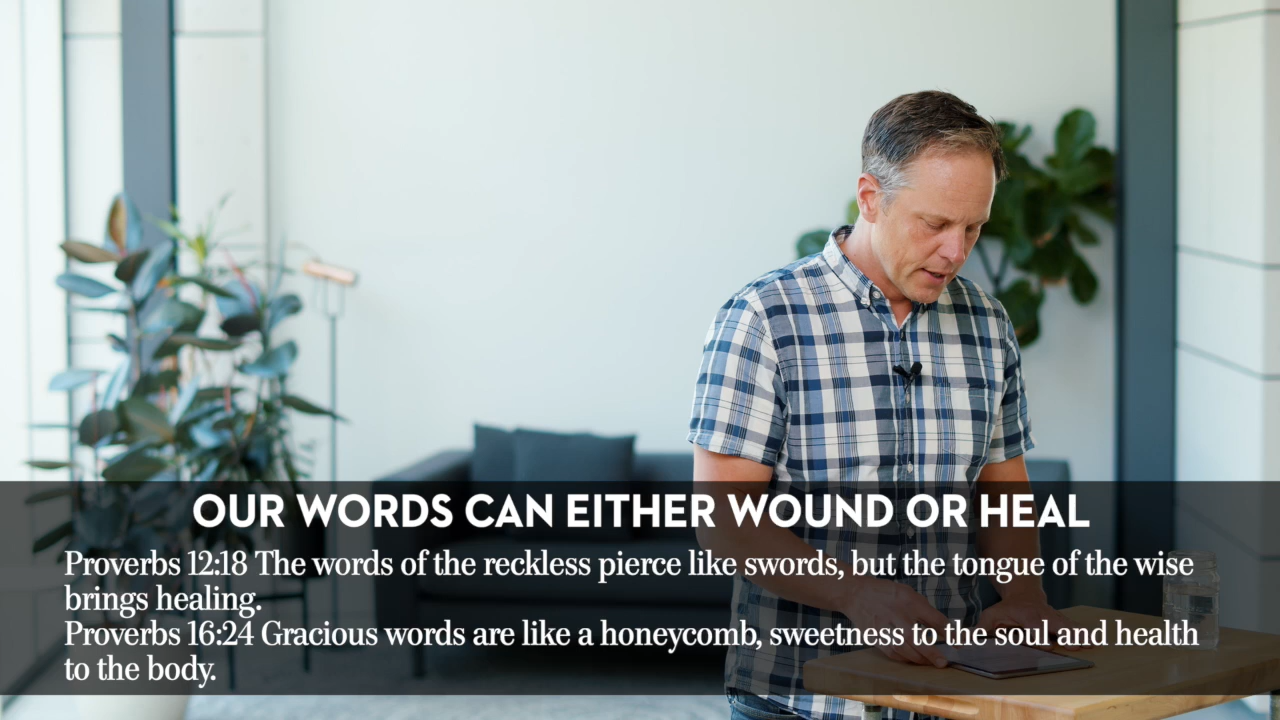 OUR WORDS CAN EITHER WOUND OR HEAL
Proverbs 12:18 The words of the reckless pierce like swords, but the tongue of the wise
brings healing.
Proverbs 16:24 Gracious words are like a honeycomb, sweetness to the soul and health
to the body.